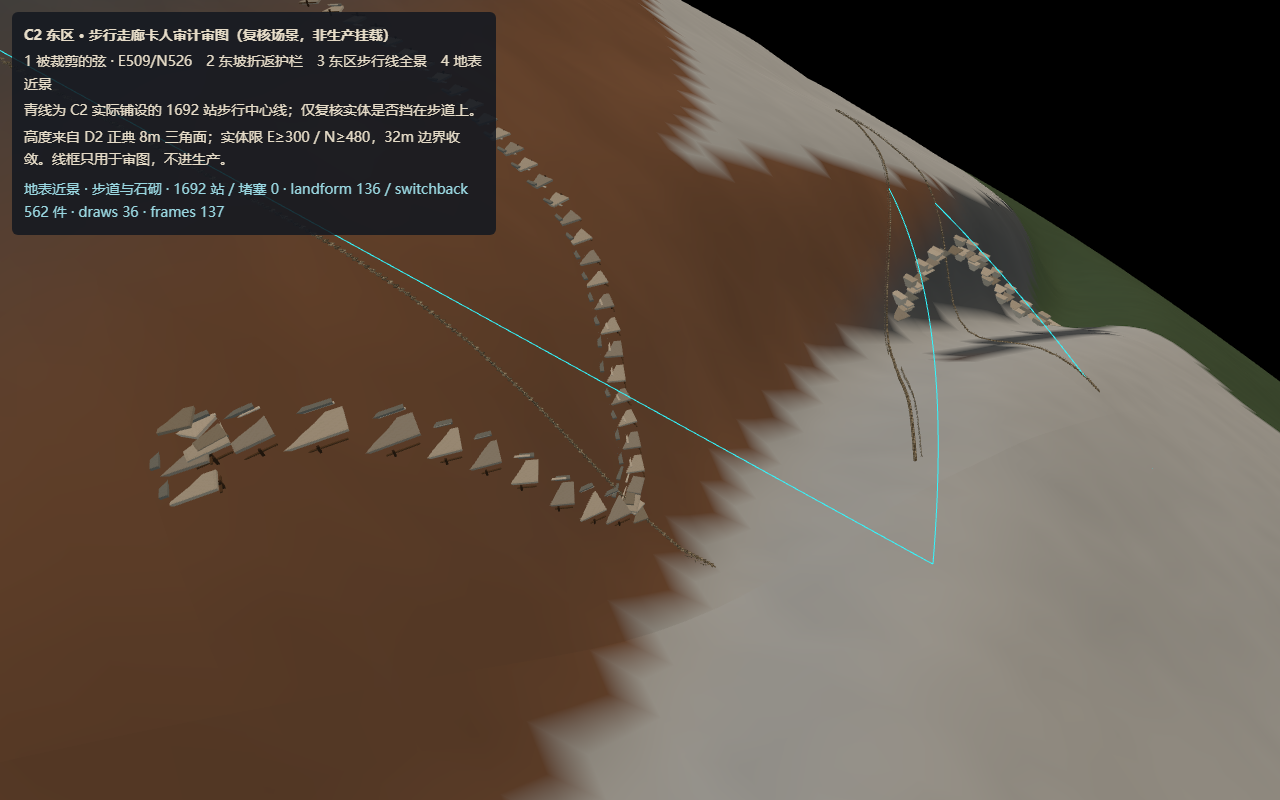 C2 东区 • 步行走廊卡人审计审图（复核场景，非生产挂载）
1 被裁剪的弦 · E509/N526 2 东坡折返护栏 3 东区步行线全景 4 地表
近景
青线为 C2 实际铺设的 1692 站步行中心线；仅复核实体是否挡在步道上。
高度来自 D2 正典 8m 三角面；实体限 E≥300 / N≥480，32m 边界收
敛。线框只用于审图，不进生产。
地表近景 · 步道与石砌 · 1692 站 / 堵塞 0 · landform 136 / switchback
562 件 · draws 36 · frames 137